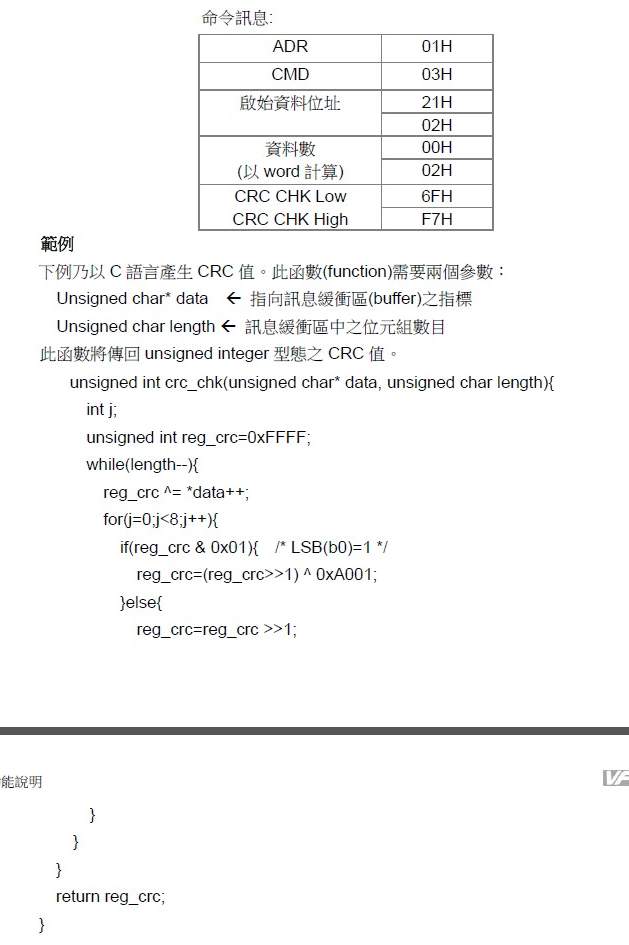 命令訊息:
ADR 01H
CMD 03H
啟始資料位址 21H
02H
資料數 00H
(以 word 計算) 02H
CRC CHK Low 6FH
CRC CHK High F7H
範例
下例乃以 C 語言產生 CRC 值。此函數(function)需要兩個參數：
Unsigned char* data ← 指向訊息緩衝區(buffer)之指標
Unsigned char length ← 訊息緩衝區中之位元組數目
此函數將傳回 unsigned integer 型態之 CRC 值。
unsigned int crc_chk(unsigned char* data, unsigned char length){
int j;
unsigned int reg_crc=0xFFFF;
while(length--){
reg_crc ^= *data++;
for(j=0;j<8;j++){
if(reg_crc & 0x01){ /* LSB(b0)=1 */
reg_crc=(reg_crc>>1) ^ 0xA001;
}else{
reg_crc=reg_crc >>1;
能說明
}
}
}
return reg_crc;
}